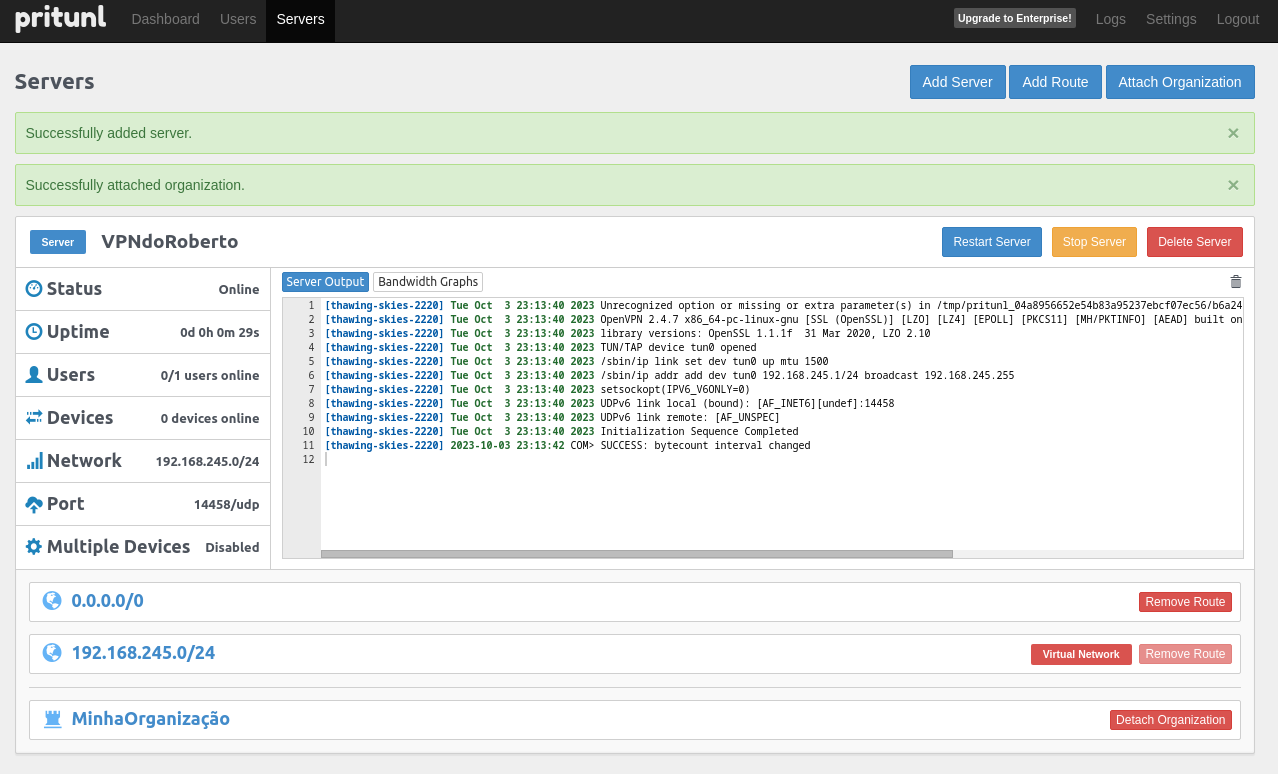 pritunl Dashboard Users Servers Upgrade to Enterprise! Logs Settings Logout
Servers Add Server Add Route Attach Organization
Successfully added server. ×
Successfully attached organization. ×
Server VPNdoRoberto Restart Server Stop Server Delete Server
Status Online
Uptime 0d 0h 0m 29s
Users 0/1 users online
Devices 0 devices online
Network 192.168.245.0/24
Port 14458/udp
Multiple Devices Disabled
Server Output Bandwidth Graphs
1 [thawing-skies-2220] Tue Oct  3 23:13:40 2023 Unrecognized option or missing or extra parameter(s) in /tmp/pritunl_04a8956652e54b83a95237ebcf07ec56/b6a24
2 [thawing-skies-2220] Tue Oct  3 23:13:40 2023 OpenVPN 2.4.7 x86_64-pc-linux-gnu [SSL (OpenSSL)] [LZO] [LZ4] [EPOLL] [PKCS11] [MH/PKTINFO] [AEAD] built on
3 [thawing-skies-2220] Tue Oct  3 23:13:40 2023 library versions: OpenSSL 1.1.1f  31 Mar 2020, LZO 2.10
4 [thawing-skies-2220] Tue Oct  3 23:13:40 2023 TUN/TAP device tun0 opened
5 [thawing-skies-2220] Tue Oct  3 23:13:40 2023 /sbin/ip link set dev tun0 up mtu 1500
6 [thawing-skies-2220] Tue Oct  3 23:13:40 2023 /sbin/ip addr add dev tun0 192.168.245.1/24 broadcast 192.168.245.255
7 [thawing-skies-2220] Tue Oct  3 23:13:40 2023 setsockopt(IPV6_V6ONLY=0)
8 [thawing-skies-2220] Tue Oct  3 23:13:40 2023 UDPv6 link local (bound): [AF_INET6][undef]:14458
9 [thawing-skies-2220] Tue Oct  3 23:13:40 2023 UDPv6 link remote: [AF_UNSPEC]
10 [thawing-skies-2220] Tue Oct  3 23:13:40 2023 Initialization Sequence Completed
11 [thawing-skies-2220] 2023-10-03 23:13:42 COM> SUCCESS: bytecount interval changed
12
0.0.0.0/0 Remove Route
192.168.245.0/24 Virtual Network Remove Route
MinhaOrganização Detach Organization